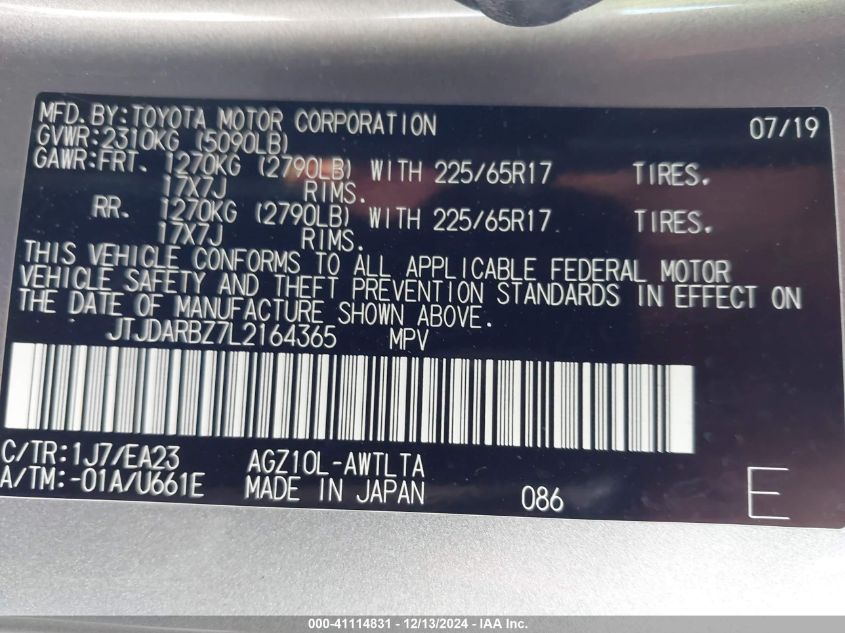 MFD.BY:TOYOTA MOTOR CORPORATION 07/19
GVWR:2310KG (5090LB)
GAWR:FRT. 1270KG (2790LB) WITH 225/65R17 TIRES.
17X7J RIMS.
RR. 1270KG (2790LB) WITH 225/65R17 TIRES.
17X7J RIMS.
THIS VEHICLE CONFORMS TO ALL APPLICABLE FEDERAL MOTOR
VEHICLE SAFETY AND THEFT PREVENTION STANDARDS IN EFFECT ON
THE DATE OF MANUFACTURE SHOWN ABOVE.
JTJDARBZ7L2164365 MPV
C/TR:1J7/EA23 AGZ10L-AWTLTA
A/TM:-01A/U661E MADE IN JAPAN 086 E
000-41114831 - 12/13/2024 - IAA Inc.